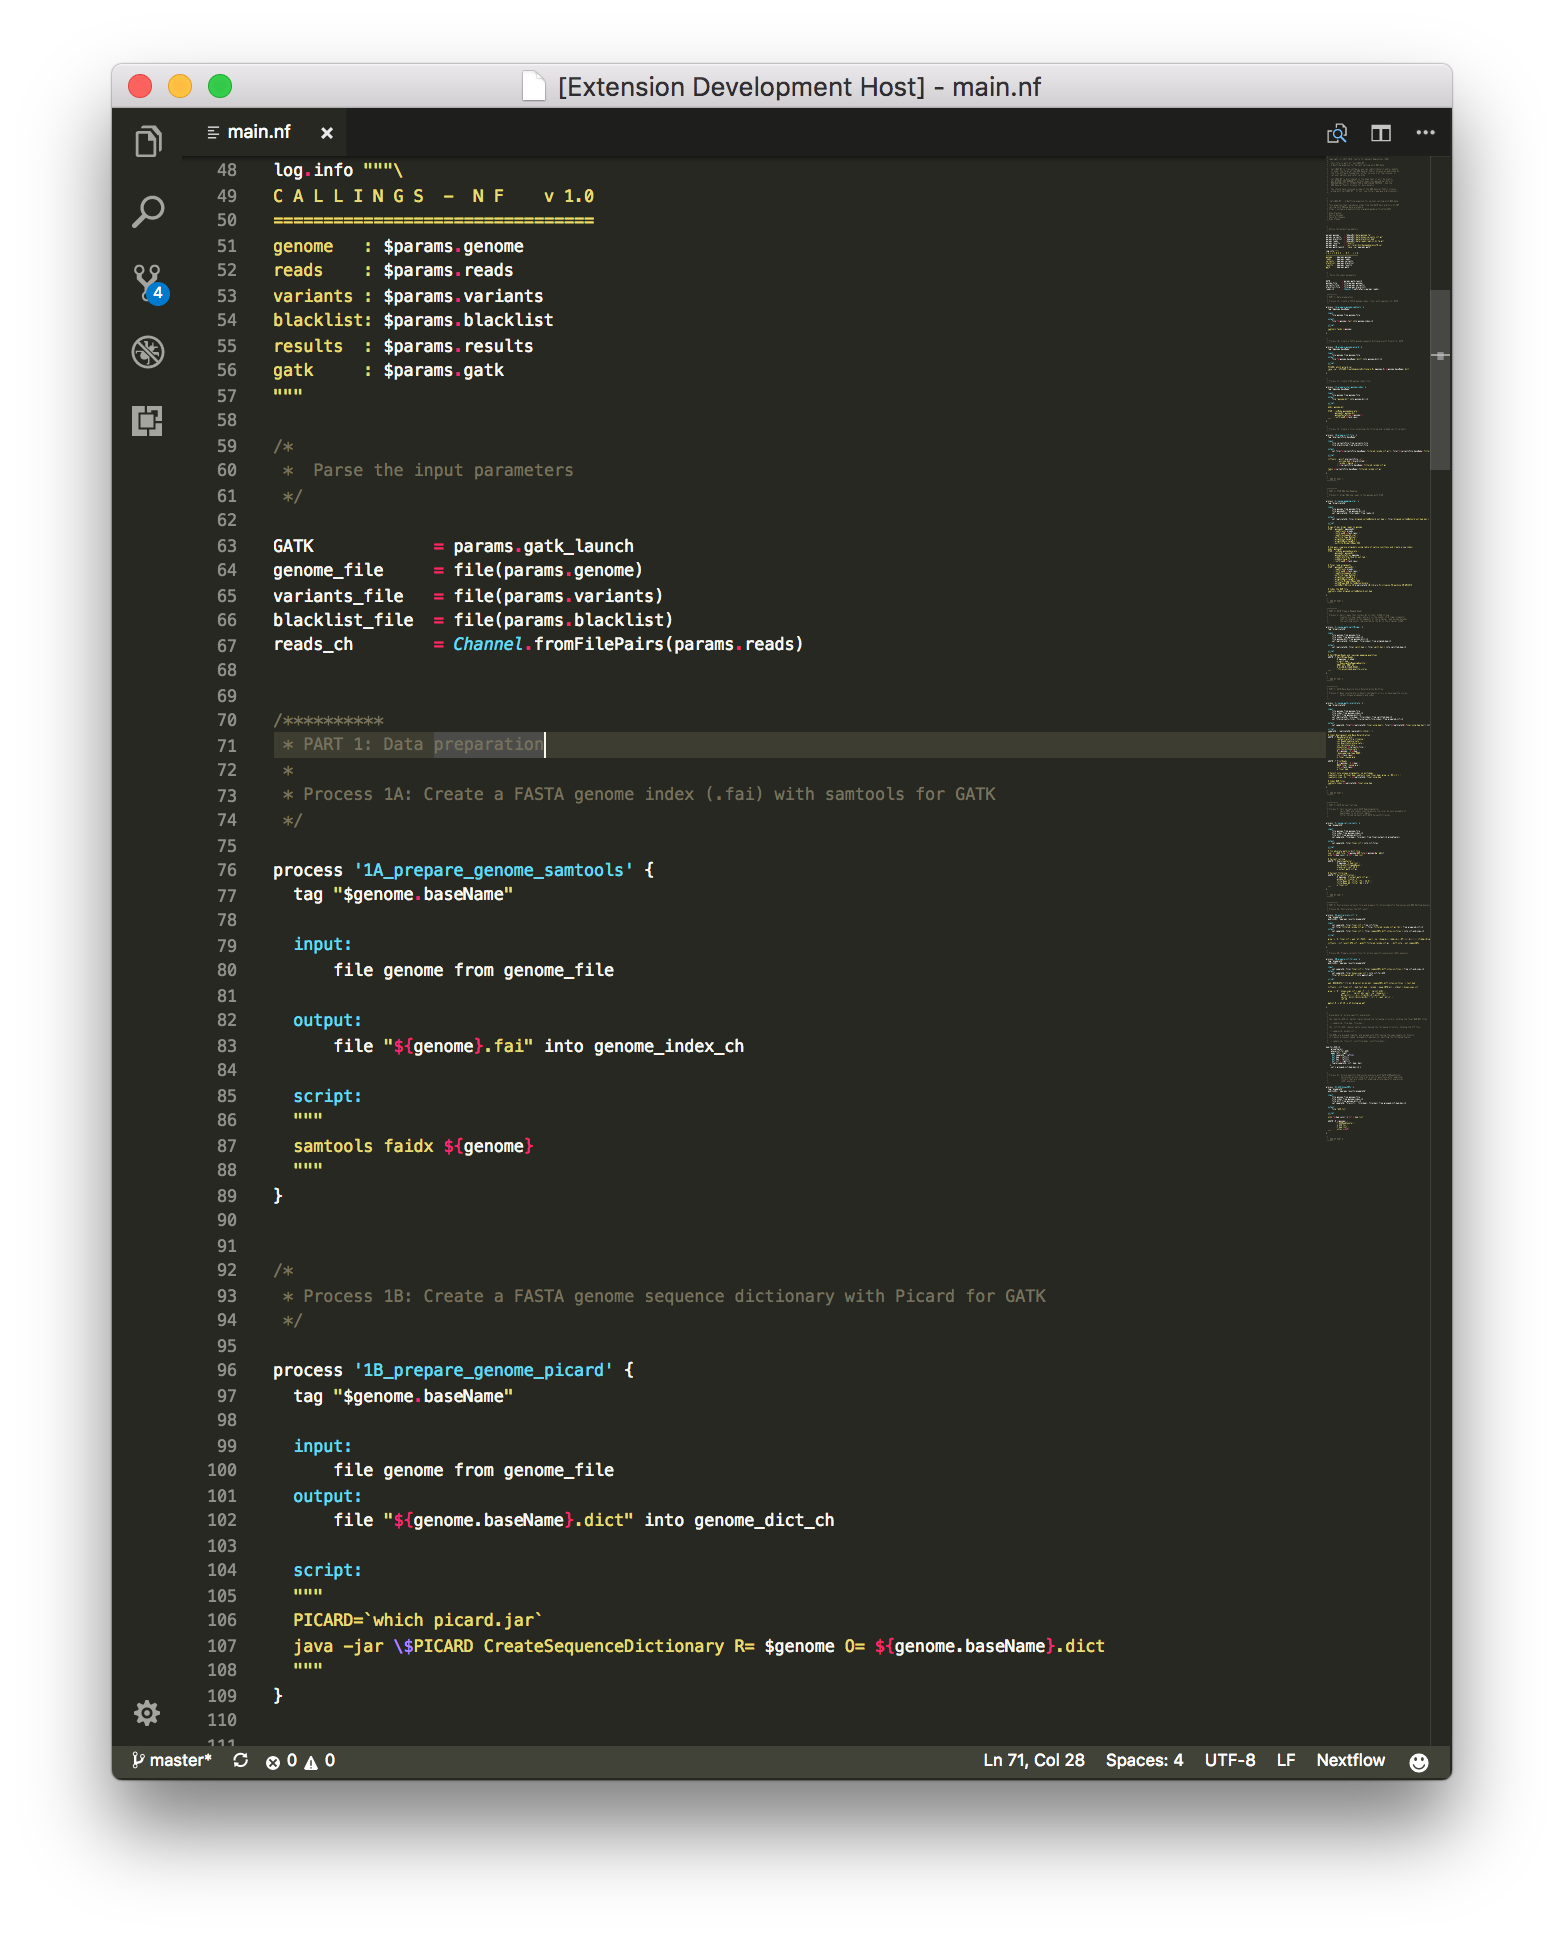 [Extension Development Host] - main.nf
main.nf
48 log.info """\
49 C A L L I N G S  -  N F    v 1.0
50 ================================
51 genome   : $params.genome
52 reads    : $params.reads
53 variants : $params.variants
54 blacklist: $params.blacklist
55 results  : $params.results
56 gatk     : $params.gatk
57 """
58
59 /*
60  *  Parse the input parameters
61  */
62
63 GATK            = params.gatk_launch
64 genome_file     = file(params.genome)
65 variants_file   = file(params.variants)
66 blacklist_file  = file(params.blacklist)
67 reads_ch        = Channel.fromFilePairs(params.reads)
68
69
70 /**********
71  * PART 1: Data preparation
72  *
73  * Process 1A: Create a FASTA genome index (.fai) with samtools for GATK
74  */
75
76 process '1A_prepare_genome_samtools' {
77   tag "$genome.baseName"
78
79   input:
80       file genome from genome_file
81
82   output:
83       file "${genome}.fai" into genome_index_ch
84
85   script:
86   """
87   samtools faidx ${genome}
88   """
89 }
90
91
92 /*
93  * Process 1B: Create a FASTA genome sequence dictionary with Picard for GATK
94  */
95
96 process '1B_prepare_genome_picard' {
97   tag "$genome.baseName"
98
99   input:
100       file genome from genome_file
101   output:
102       file "${genome.baseName}.dict" into genome_dict_ch
103
104   script:
105   """
106   PICARD=`which picard.jar`
107   java -jar \$PICARD CreateSequenceDictionary R= $genome O= ${genome.baseName}.dict
108   """
109 }
110
111
4
master* 0 0 Ln 71, Col 28 Spaces: 4 UTF-8 LF Nextflow